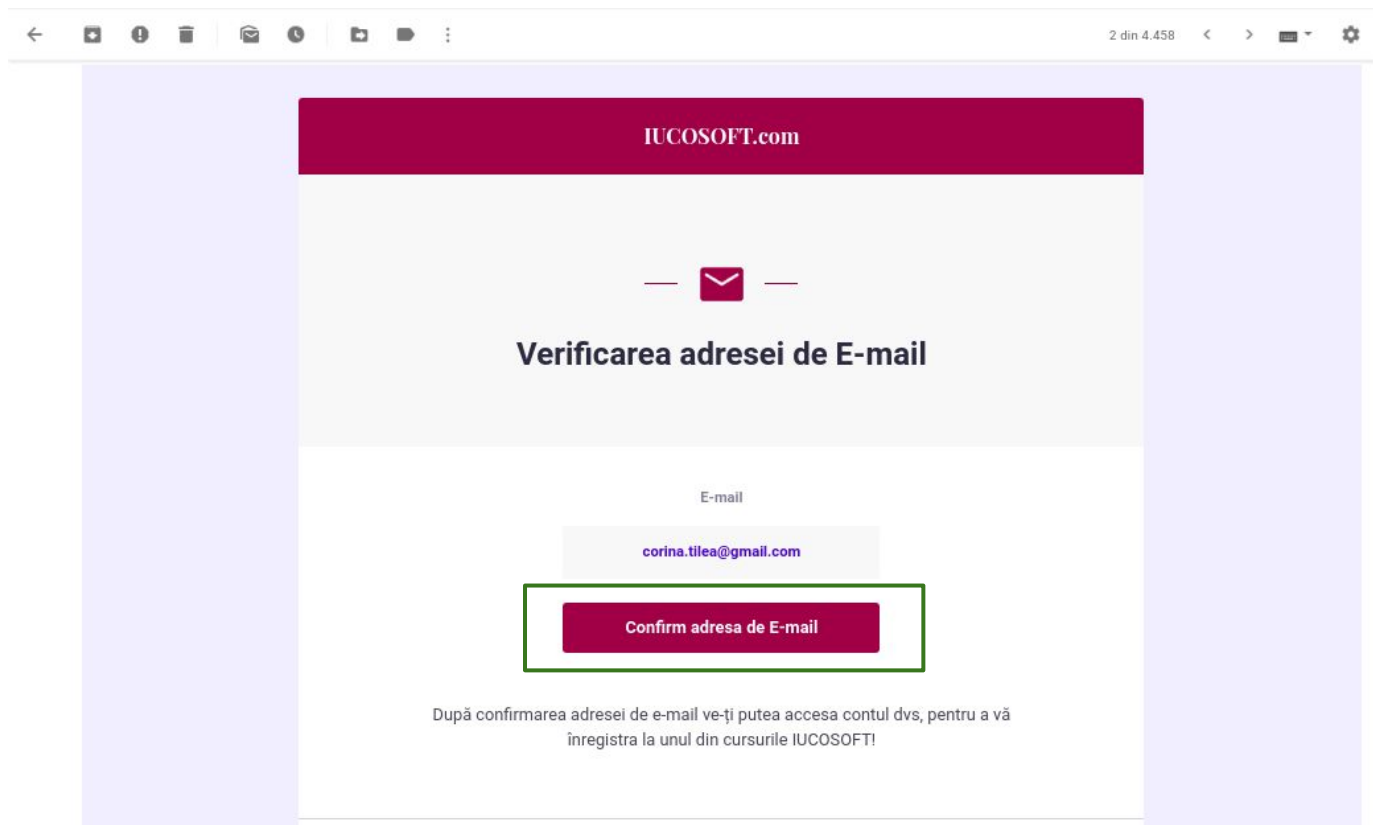 2 din 4.458
IUCOSOFT.com
Verificarea adresei de E-mail
E-mail
corina.tilea@gmail.com
Confirm adresa de E-mail
După confirmarea adresei de e-mail ve-ți putea accesa contul dvs, pentru a vă
înregistra la unul din cursurile IUCOSOFT!